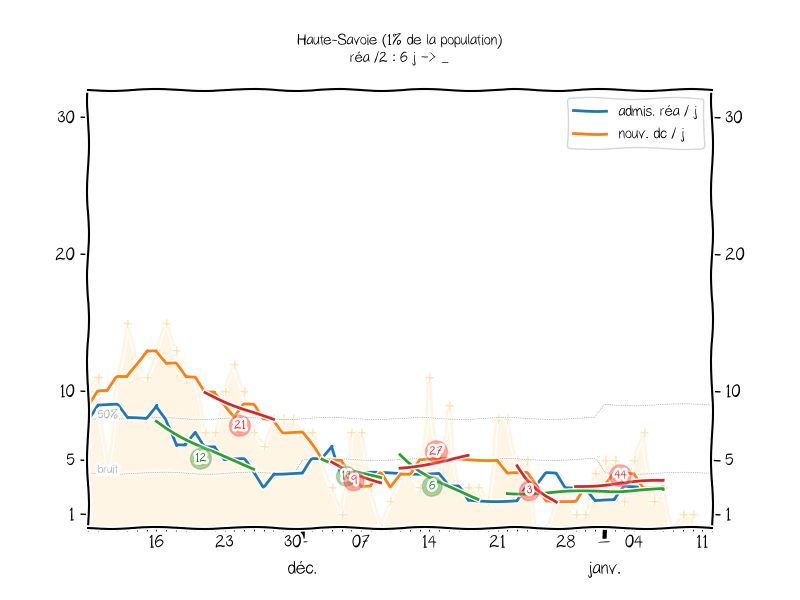 Haute-Savoie (1% de la population)
réa /2 : 6 j -> _
admis. réa / j
nouv. dc / j
30 30
20 20
10 10
50%
21
27
12
9
44
5 5
bruit
6
3
1 1
16 23 30 07 14 21 28 04 11
déc. janv.